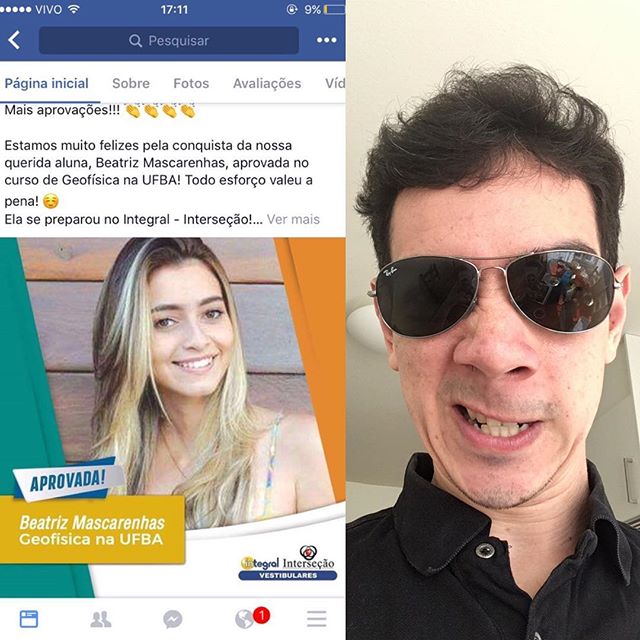 VIVO 17:11 9%
Pesquisar
Página inicial Sobre Fotos Avaliações Víd
Mais aprovações!!! 👏👏👏👏
Estamos muito felizes pela conquista da nossa
querida aluna, Beatriz Mascarenhas, aprovada no
curso de Geofísica na UFBA! Todo esforço valeu a
pena! ☺️
Ela se preparou no Integral - Interseção!... Ver mais
APROVADA!
Beatriz Mascarenhas
Geofísica na UFBA
integral Interseção
VESTIBULARES
1
Ray-Ban